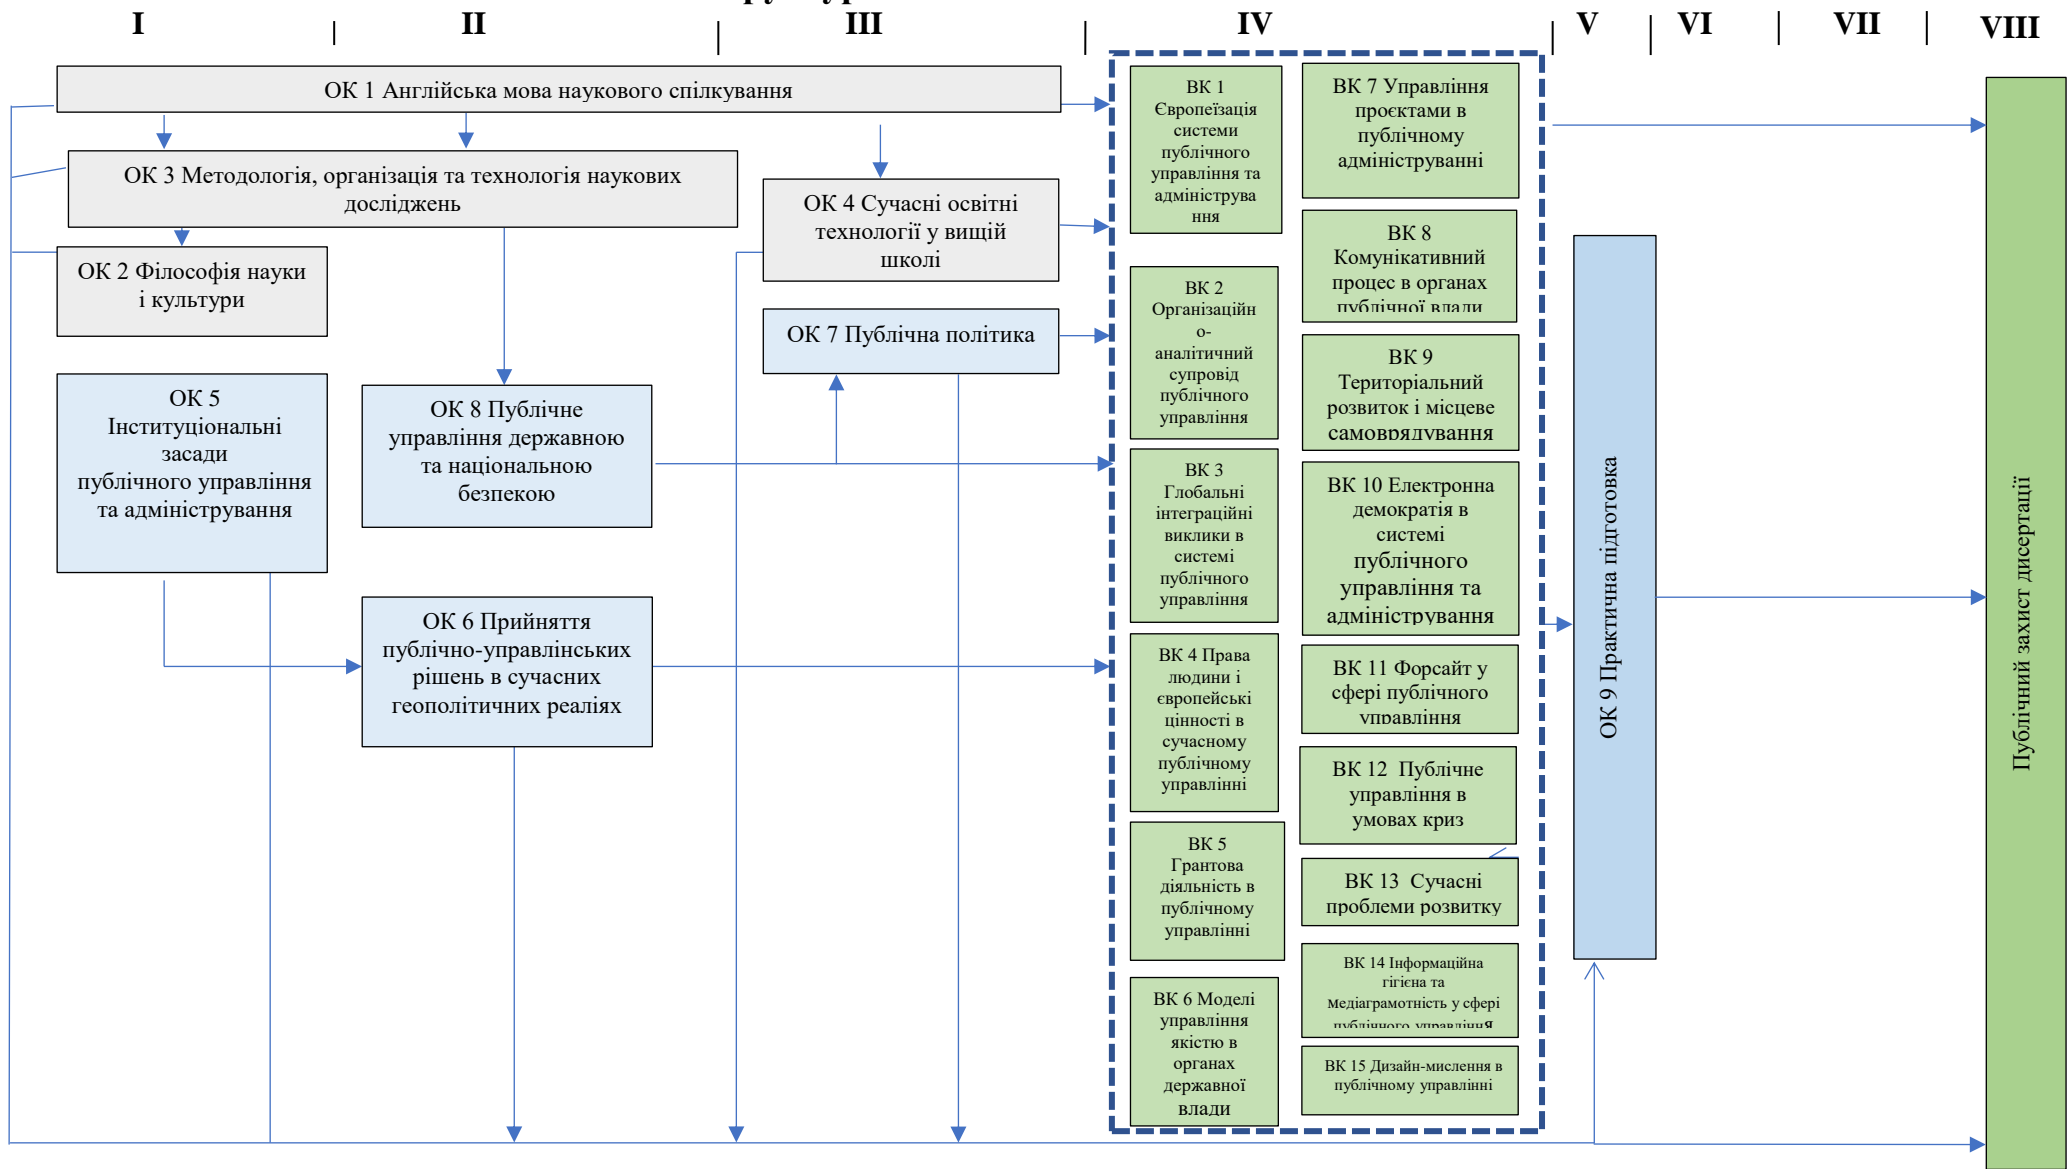 I
II
III
IV
V
VI
VII
VIII
ОК 1 Англійська мова наукового спілкування
ОК 3 Методологія, організація та технологія наукових
досліджень
ОК 2 Філософія науки
і культури
ОК 4 Сучасні освітні
технології у вищій
школі
ОК 7 Публічна політика
ОК 5
Інституціональні
засади
публічного управління
та адміністрування
ОК 8 Публічне
управління державною
та національною
безпекою
ОК 6 Прийняття
публічно-управлінських
рішень в сучасних
геополітичних реаліях
ВК 1
Європеїзація
системи
публічного
управління та
адмініструва
ння
ВК 2
Організаційн
о-
аналітичний
супровід
публічного
управління
ВК 3
Глобальні
інтеграційні
виклики в
системі
публічного
управління
ВК 4 Права
людини і
європейські
цінності в
сучасному
публічному
управлінні
ВК 5
Грантова
діяльність в
публічному
управлінні
ВК 6 Моделі
управління
якістю в
органах
державної
влади
ВК 7 Управління
проєктами в
публічному
адмініструванні
ВК 8
Комунікативний
процес в органах
публічної влади
ВК 9
Територіальний
розвиток і місцеве
самоврядування
ВК 10 Електронна
демократія в
системі
публічного
управління та
адміністрування
ВК 11 Форсайт у
сфері публічного
управління
ВК 12 Публічне
управління в
умовах криз
ВК 13 Сучасні
проблеми розвитку
ВК 14 Інформаційна
гігієна та
медіаграмотність у сфері
публічного управління
ВК 15 Дизайн-мислення в
публічному управлінні
ОК 9 Практична підготовка
Публічний захист дисертації